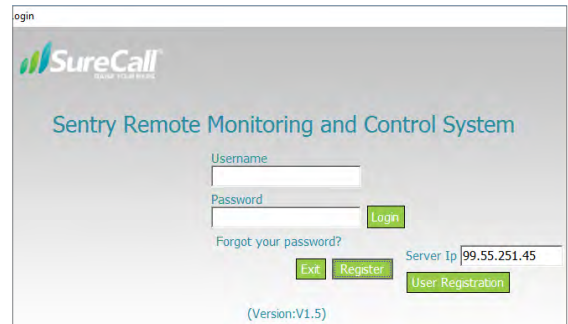 ogin
SureCall
Sentry Remote Monitoring and Control System
Username
Password
Login
Forgot your password?
Server Ip 99.55.251.45
Exit Register
User Registration
(Version:V1.5)